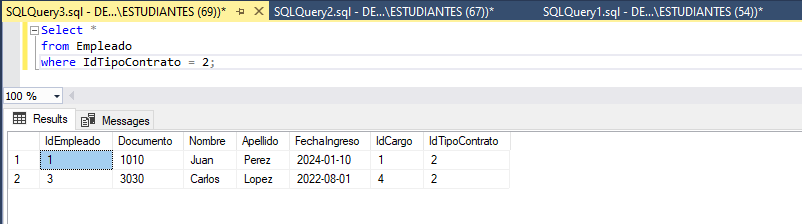 SQLQuery3.sql - DE...\ESTUDIANTES (69))* SQLQuery2.sql - DE...\ESTUDIANTES (67))* SQLQuery1.sql - DE...\ESTUDIANTES (54))*
Select *
from Empleado
where IdTipoContrato = 2;
100 %
Results Messages
IdEmpleado Documento Nombre Apellido FechaIngreso IdCargo IdTipoContrato
1 1 1010 Juan Perez 2024-01-10 1 2
2 3 3030 Carlos Lopez 2022-08-01 4 2